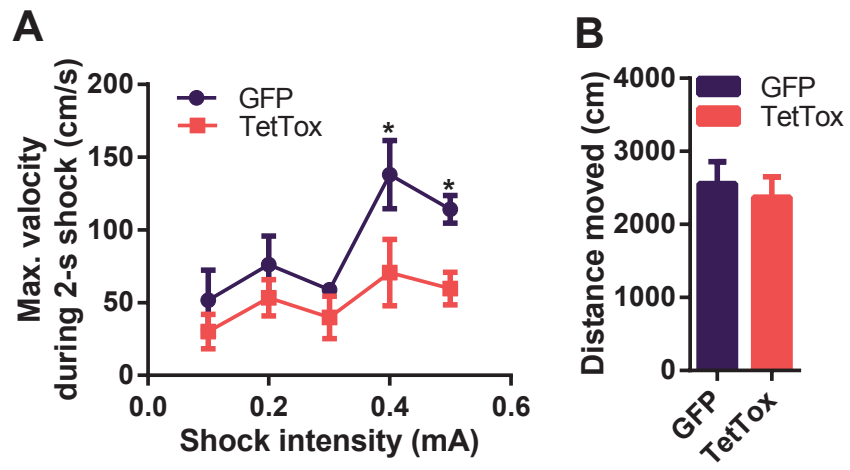 A
Max. valocity
during 2-s shock (cm/s)
200
150
100
50
0
GFP
TetTox
*
*
0.0
0.2
0.4
0.6
Shock intensity (mA)
B
Distance moved (cm)
4000
3000
2000
1000
0
GFP
TetTox
GFP
TetTox